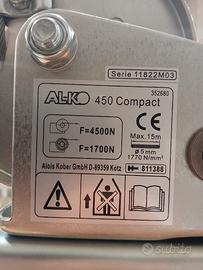 Serie 11822M03
352680
AL-KO 450 Compact
F=4500N
F=1700N
Max. 15m
ø 5mm
1770 N/mm²
Alois Kober GmbH D-89359 Kötz
811388
subito